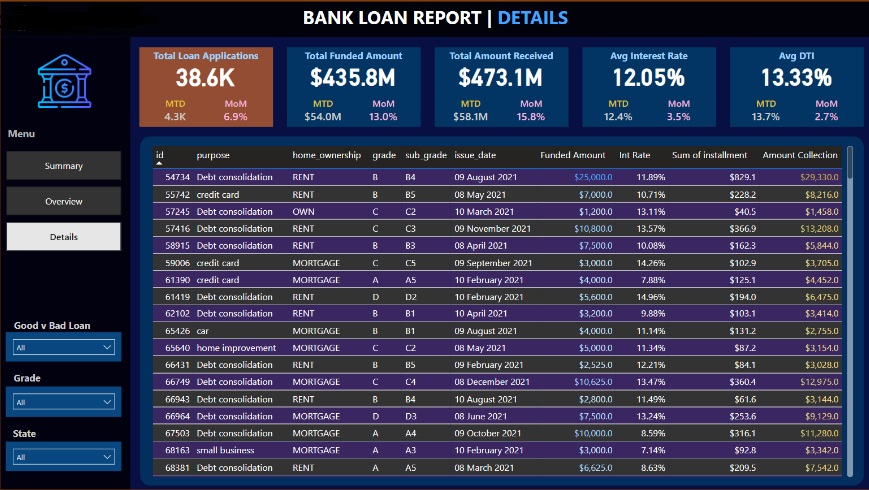 BANK LOAN REPORT | DETAILS
Total Loan Applications
38.6K
MTD MoM
4.3K 6.9%
Total Funded Amount
$435.8M
MTD MoM
$54.0M 13.0%
Total Amount Received
$473.1M
MTD MoM
$58.1M 15.8%
Avg Interest Rate
12.05%
MTD MoM
12.4% 3.5%
Avg DTI
13.33%
MTD MoM
13.7% 2.7%
Menu
Summary
Overview
Details
Good v Bad Loan
All
Grade
All
State
All
id purpose home_ownership grade sub_grade issue_date Funded Amount Int Rate Sum of installment Amount Collection
54734 Debt consolidation RENT B B4 09 August 2021 $25,000.0 11.89% $829.1 $29,330.0
55742 credit card RENT B B5 08 May 2021 $7,000.0 10.71% $228.2 $8,216.0
57245 Debt consolidation OWN C C2 10 March 2021 $1,200.0 13.11% $40.5 $1,458.0
57416 Debt consolidation RENT C C3 09 November 2021 $10,800.0 13.57% $366.9 $13,208.0
58915 Debt consolidation RENT B B3 08 April 2021 $7,500.0 10.08% $162.3 $5,844.0
59006 credit card MORTGAGE C C5 09 September 2021 $3,000.0 14.26% $102.9 $3,705.0
61390 credit card MORTGAGE A A5 10 February 2021 $4,000.0 7.88% $125.1 $4,452.0
61419 Debt consolidation RENT D D2 10 February 2021 $5,600.0 14.96% $194.0 $6,475.0
62102 Debt consolidation RENT B B1 10 April 2021 $3,200.0 9.88% $103.1 $3,414.0
65426 car MORTGAGE B B1 09 August 2021 $4,000.0 11.14% $131.2 $2,755.0
65640 home improvement MORTGAGE C C2 08 May 2021 $5,000.0 11.34% $87.2 $3,154.0
66431 Debt consolidation RENT B B5 09 February 2021 $2,525.0 12.21% $84.1 $3,028.0
66749 Debt consolidation MORTGAGE C C4 08 December 2021 $10,625.0 13.47% $360.4 $12,975.0
66943 Debt consolidation RENT B B4 10 August 2021 $2,800.0 11.49% $61.6 $3,144.0
66964 Debt consolidation MORTGAGE D D3 08 June 2021 $7,500.0 13.24% $253.6 $9,129.0
67503 Debt consolidation MORTGAGE A A4 09 October 2021 $10,000.0 8.59% $316.1 $11,280.0
68163 small business MORTGAGE A A3 10 February 2021 $3,000.0 7.14% $92.8 $3,342.0
68381 Debt consolidation RENT A A5 08 March 2021 $6,625.0 8.63% $209.5 $7,542.0